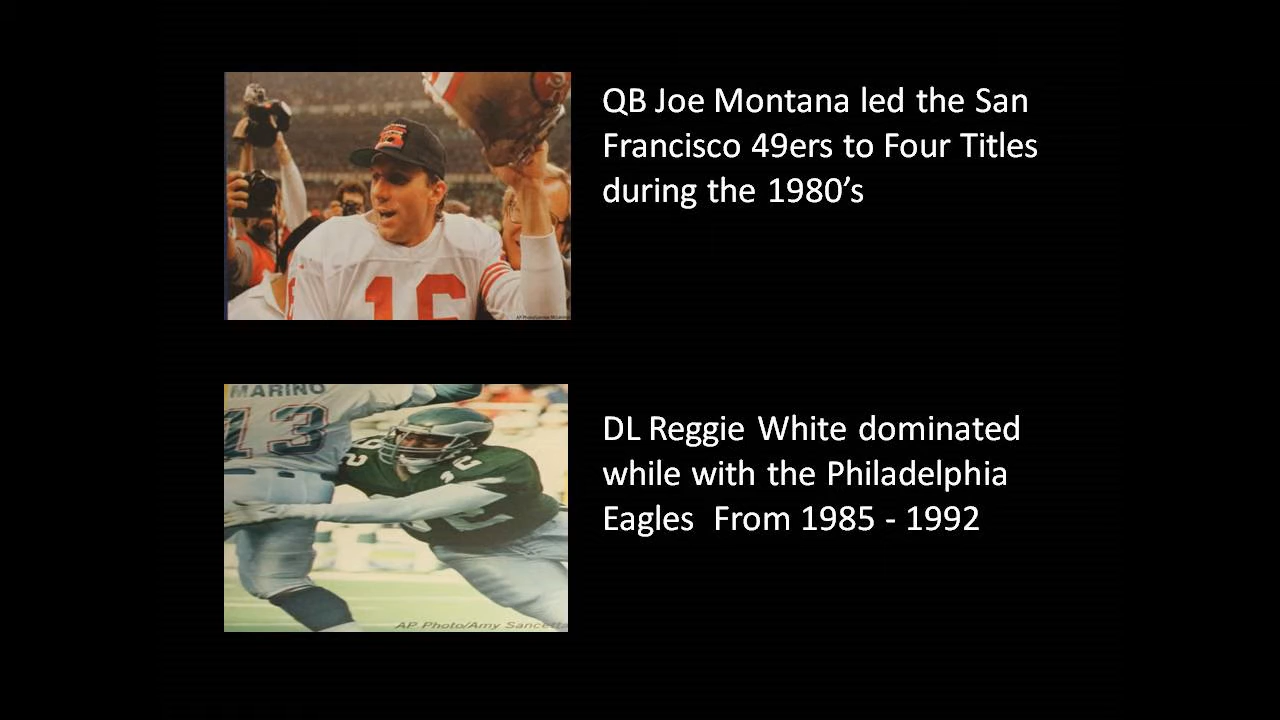 QB Joe Montana led the San
Francisco 49ers to Four Titles
during the 1980’s
16
MARINO
13
92
DL Reggie White dominated
while with the Philadelphia
Eagles  From 1985 - 1992
AP Photo/Amy Sancetta